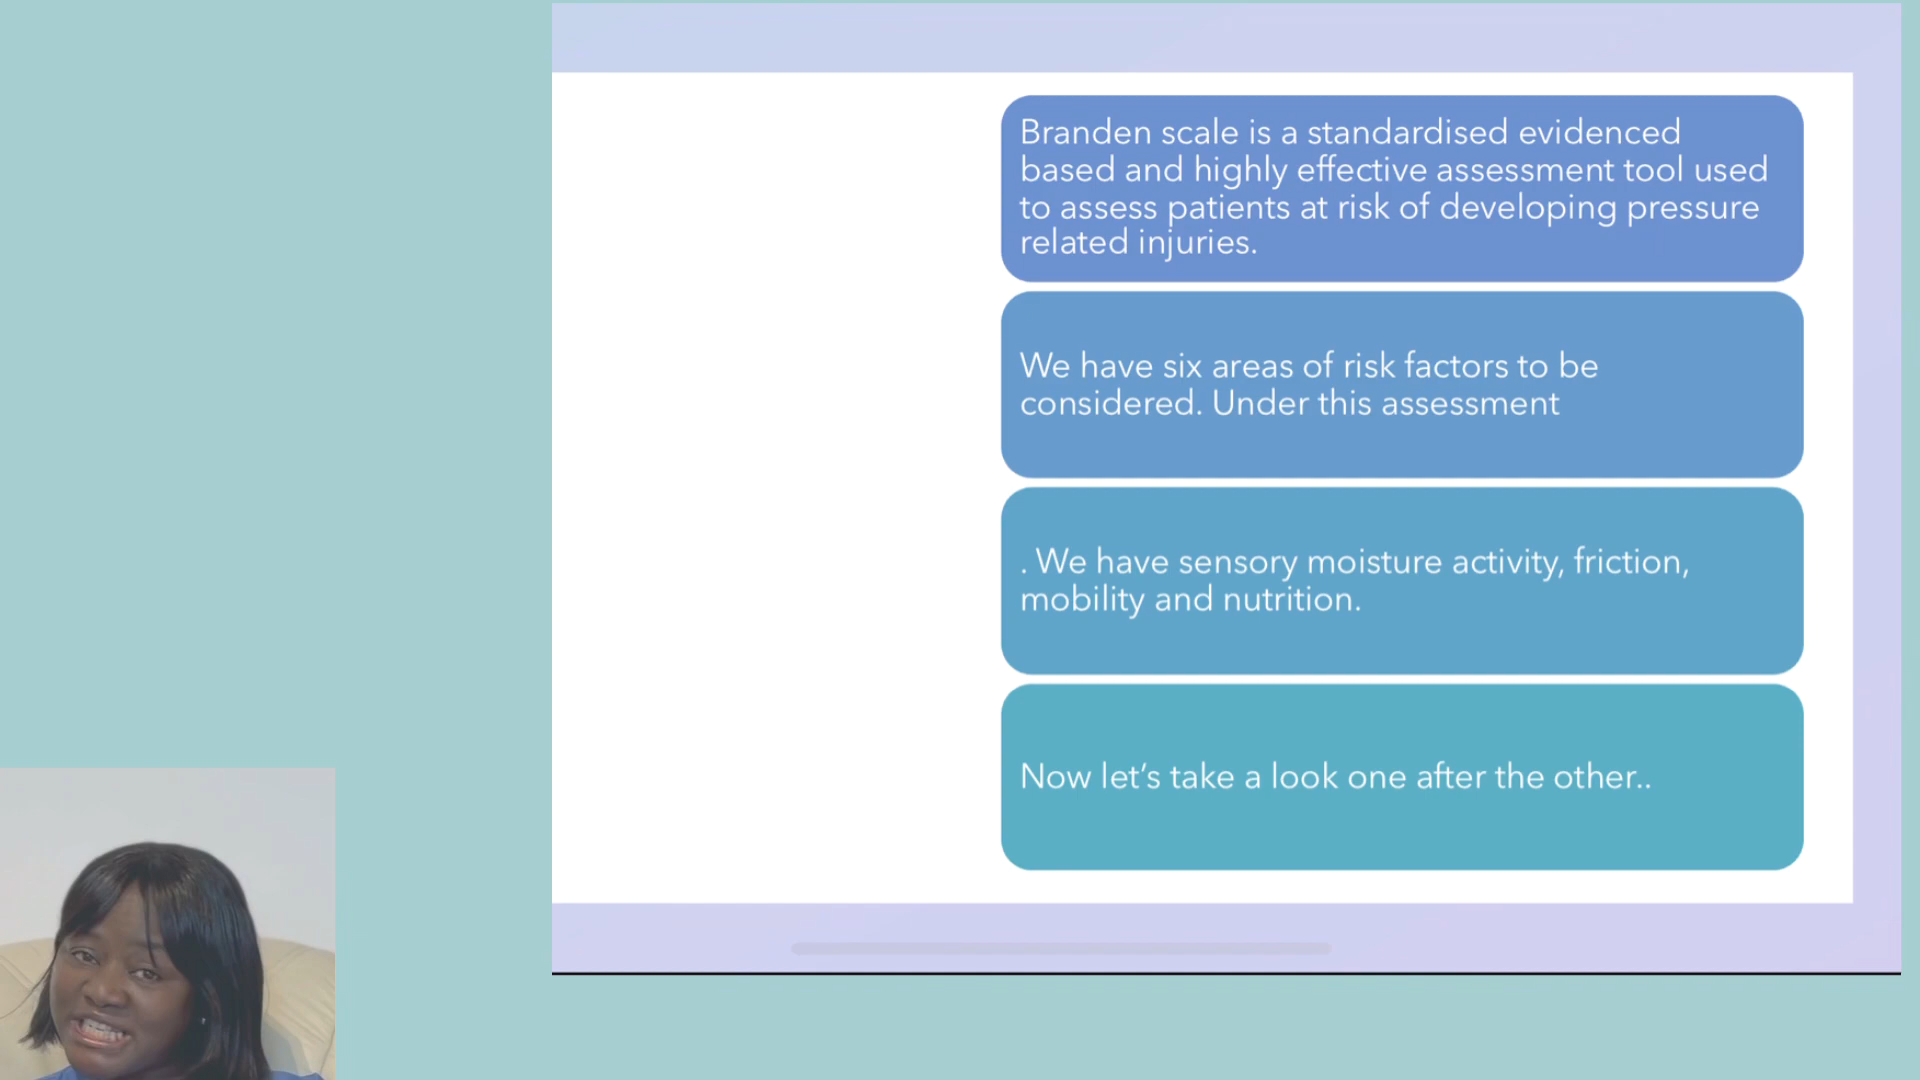 Branden scale is a standardised evidenced
based and highly effective assessment tool used
to assess patients at risk of developing pressure
related injuries.
We have six areas of risk factors to be
considered. Under this assessment
. We have sensory moisture activity, friction,
mobility and nutrition.
Now let’s take a look one after the other..